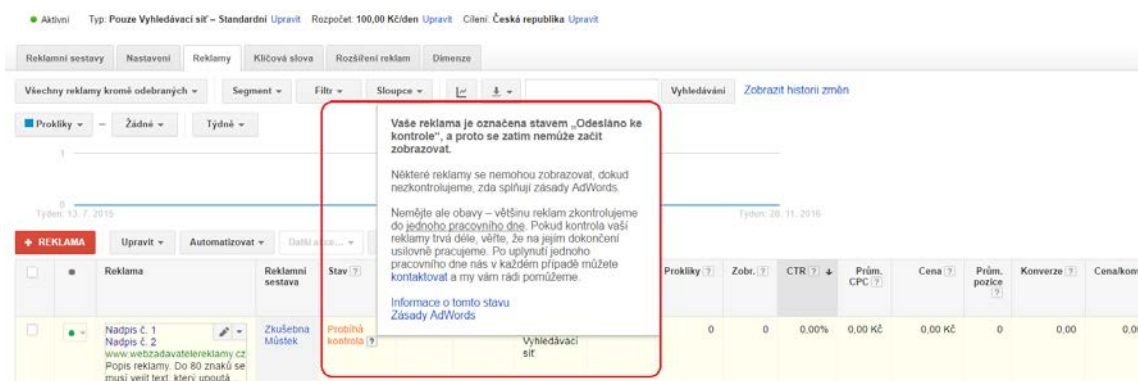 Aktivní Typ: Pouze Vyhledávací síť – Standardní Upravit Rozpočet: 100,00 Kč/den Upravit Cílení: Česká republika Upravit
Reklamní sestavy Nastavení Reklamy Klíčová slova Rozšíření reklam Dimenze
Všechny reklamy kromě odebraných Segment Filtr Sloupce Vyhledávání Zobrazit historii změn
Prokliky – Žádné Týdně
Vaše reklama je označena stavem „Odesláno ke
kontrole“, a proto se zatím nemůže začít
zobrazovat.
1
Některé reklamy se nemohou zobrazovat, dokud
nezkontrolujeme, zda splňují zásady AdWords.
0
Týden: 13. 7. 2015
Týden: 28. 11. 2016
Nemějte ale obavy – většinu reklam zkontrolujeme
do jednoho pracovního dne. Pokud kontrola vaší
reklamy trvá déle, věřte, že na jejím dokončení
usilovně pracujeme. Po uplynutí jednoho
pracovního dne nás v každém případě můžete
kontaktovat a my vám rádi pomůžeme.
Informace o tomto stavu
Zásady AdWords
+ REKLAMA Upravit Automatizovat Další
Reklama Reklamní sestava Stav ? Prokliky ? Zobr. ? CTR ? Prům. CPC ? Cena ? Prům. pozice ? Konverze ? Cena/kon
Nadpis č. 1
Nadpis č. 2
www.webzadavatelereklamy.cz
Popis reklamy. Do 80 znaků se
musí vejít text, který upoutá
Zkušebna
Můstek
Probíhá
kontrola ?
Vyhledávací
síť
0 0 0,00% 0,00 Kč 0,00 Kč 0 0,00 0,0